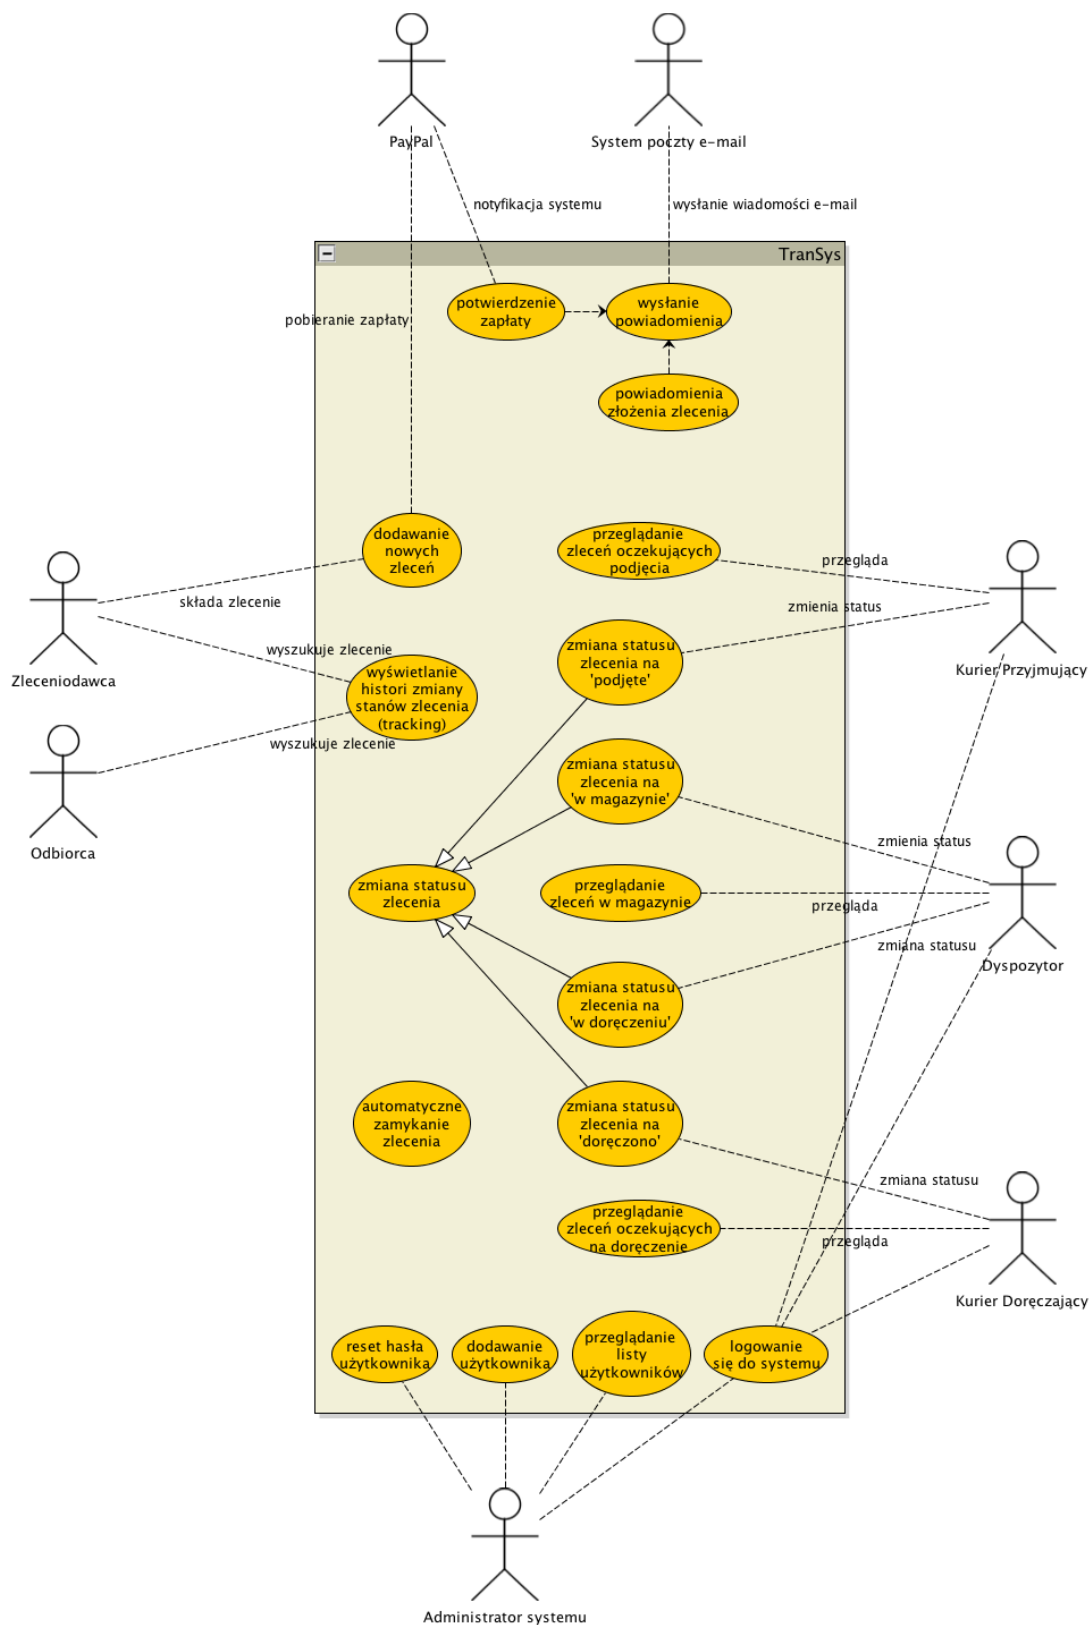 PayPal
System poczty e-mail
notyfikacja systemu
wysłanie wiadomości e-mail
TranSys
potwierdzenie
zapłaty
wysłanie
powiadomienia
pobieranie zapłaty
powiadomienia
złożenia zlecenia
dodawanie
nowych
zleceń
przeglądanie
zleceń oczekujących
podjęcia
przegląda
składa zlecenie
zmienia status
Zleceniodawca
Kurier Przyjmujący
wyszukuje zlecenie
zmiana statusu
zlecenia na
'podjęte'
wyświetlanie
histori zmiany
stanów zlecenia
(tracking)
wyszukuje zlecenie
Odbiorca
zmiana statusu
zlecenia na
'w magazynie'
zmienia status
zmiana statusu
zlecenia
przeglądanie
zleceń w magazynie
przegląda
zmiana statusu
Dyspozytor
zmiana statusu
zlecenia na
'w doręczeniu'
automatyczne
zamykanie
zlecenia
zmiana statusu
zlecenia na
'doręczono'
zmiana statusu
przeglądanie
zleceń oczekujących
na doręczenie
przegląda
Kurier Doręczający
reset hasła
użytkownika
dodawanie
użytkownika
przeglądanie
listy
użytkowników
logowanie
się do systemu
Administrator systemu